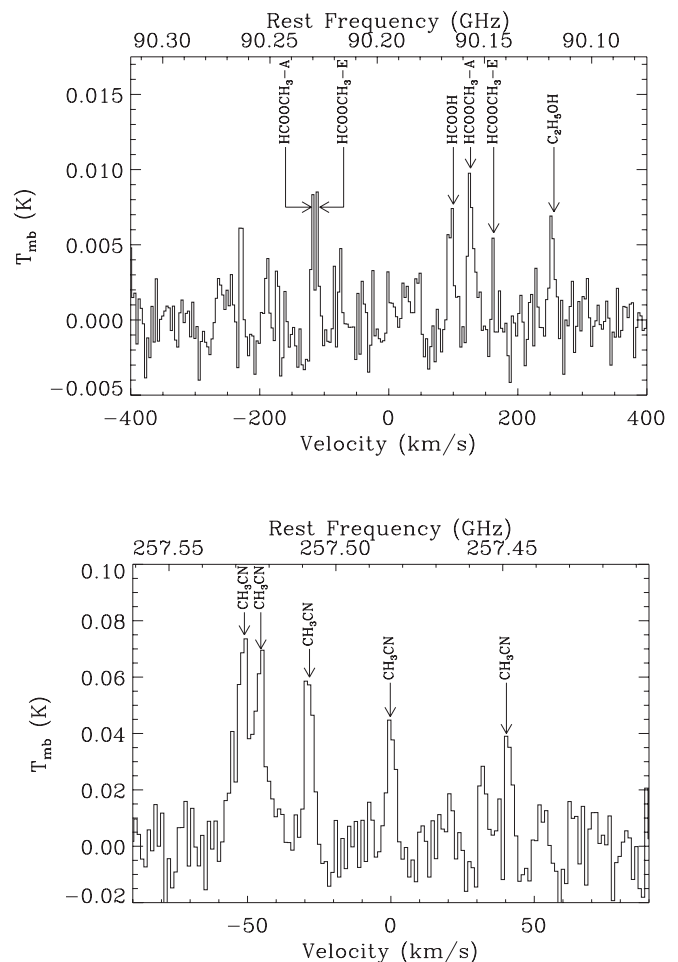 Rest Frequency (GHz)
90.30 90.25 90.20 90.15 90.10
HCOOCH₃-A
HCOOCH₃-E
HCOOH
HCOOCH₃-A
HCOOCH₃-E
C₂H₅OH
0.015
0.010
0.005
0.000
-0.005
T_mb (K)
-400 -200 0 200 400
Velocity (km/s)
Rest Frequency (GHz)
257.55 257.50 257.45
CH₃CN
CH₃CN
CH₃CN
CH₃CN
CH₃CN
0.10
0.08
0.06
0.04
0.02
0.00
-0.02
T_mb (K)
-50 0 50
Velocity (km/s)